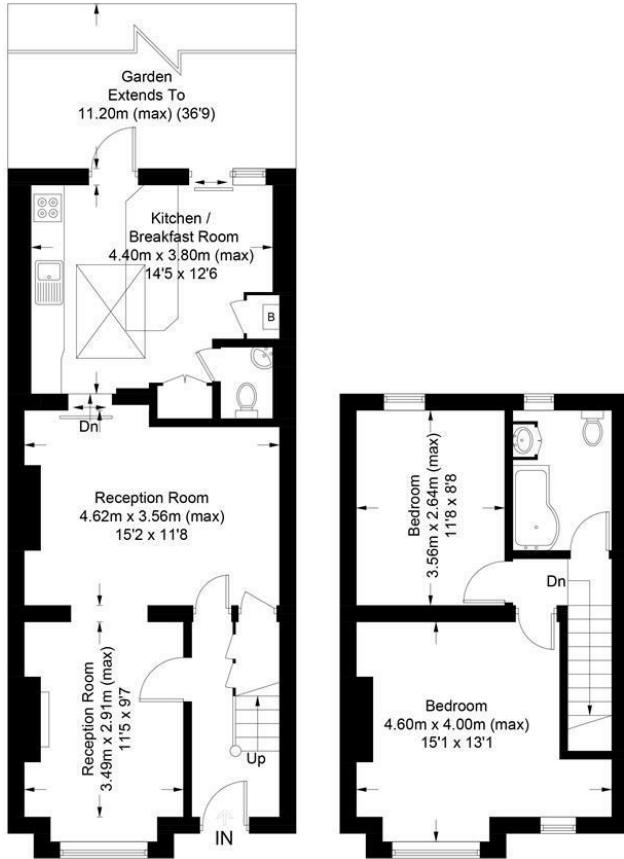 Garden
Extends To
11.20m (max) (36'9)
Kitchen /
Breakfast Room
4.40m x 3.80m (max)
14'5 x 12'6
B
Dn
Reception Room
4.62m x 3.56m (max)
15'2 x 11'8
Reception Room
3.49m x 2.91m (max)
11'5 x 9'7
Up
IN
Bedroom
3.56m x 2.64m (max)
11'8 x 8'8
Dn
Bedroom
4.60m x 4.00m (max)
15'1 x 13'1